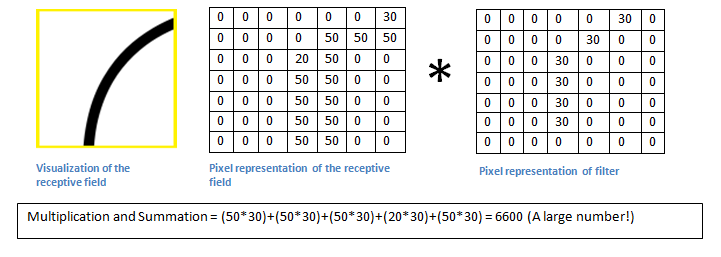 0 0 0 0 0 0 30
0 0 0 0 50 50 50
0 0 0 20 50 0 0
0 0 0 50 50 0 0
0 0 0 50 50 0 0
0 0 0 50 50 0 0
0 0 0 50 50 0 0
*
0 0 0 0 0 30 0
0 0 0 0 30 0 0
0 0 0 30 0 0 0
0 0 0 30 0 0 0
0 0 0 30 0 0 0
0 0 0 30 0 0 0
0 0 0 0 0 0 0
Visualization of the
receptive field
Pixel representation of the receptive
field
Pixel representation of filter
Multiplication and Summation = (50*30)+(50*30)+(50*30)+(20*30)+(50*30) = 6600 (A large number!)